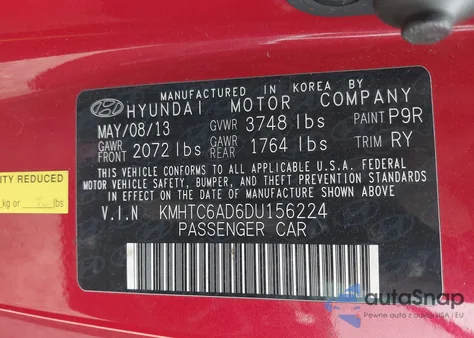 MANUFACTURED IN KOREA BY
HYUNDAI MOTOR COMPANY
MAY/08/13 GVWR 3748 lbs PAINT P9R
GAWR FRONT 2072 lbs GAWR REAR 1764 lbs TRIM RY
THIS VEHICLE CONFORMS TO ALL APPLICABLE FEDERAL
MOTOR VEHICLE SAFETY, BUMPER, AND THEFT PREVENTION STANDARDS
IN EFFECT ON THE DATE OF MANUFACTURE SHOWN ABOVE.
V.I.N KMHTC6AD6DU156224
PASSENGER CAR
ITY REDUCED
kg or lbs
autoSnap
Pewne auto z